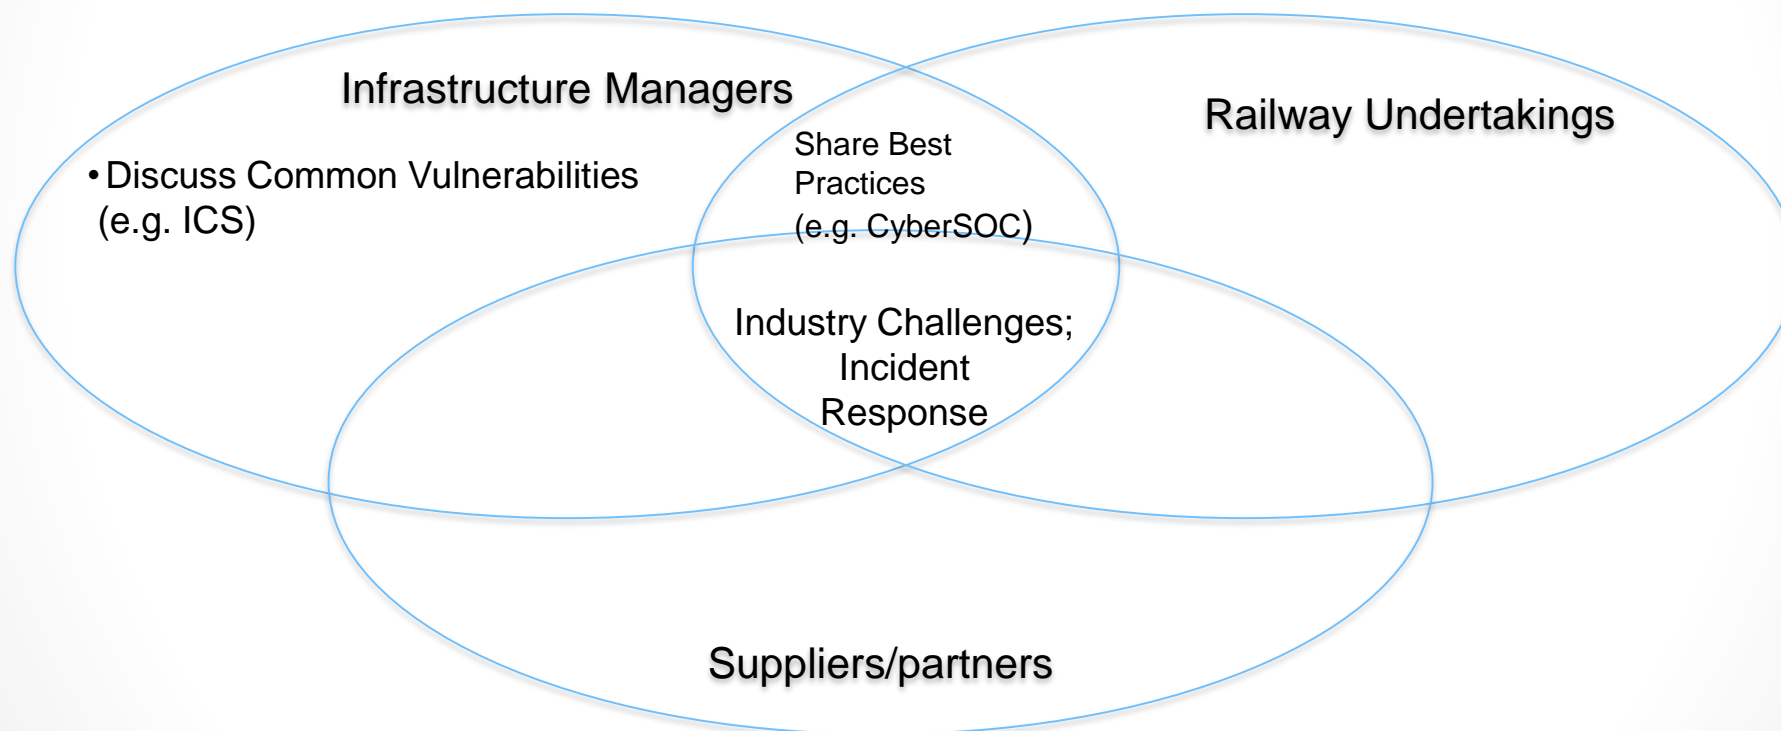 Infrastructure Managers
• Discuss Common Vulnerabilities
(e.g. ICS)
Share Best
Practices
(e.g. CyberSOC)
Railway Undertakings
Industry Challenges;
Incident
Response
Suppliers/partners